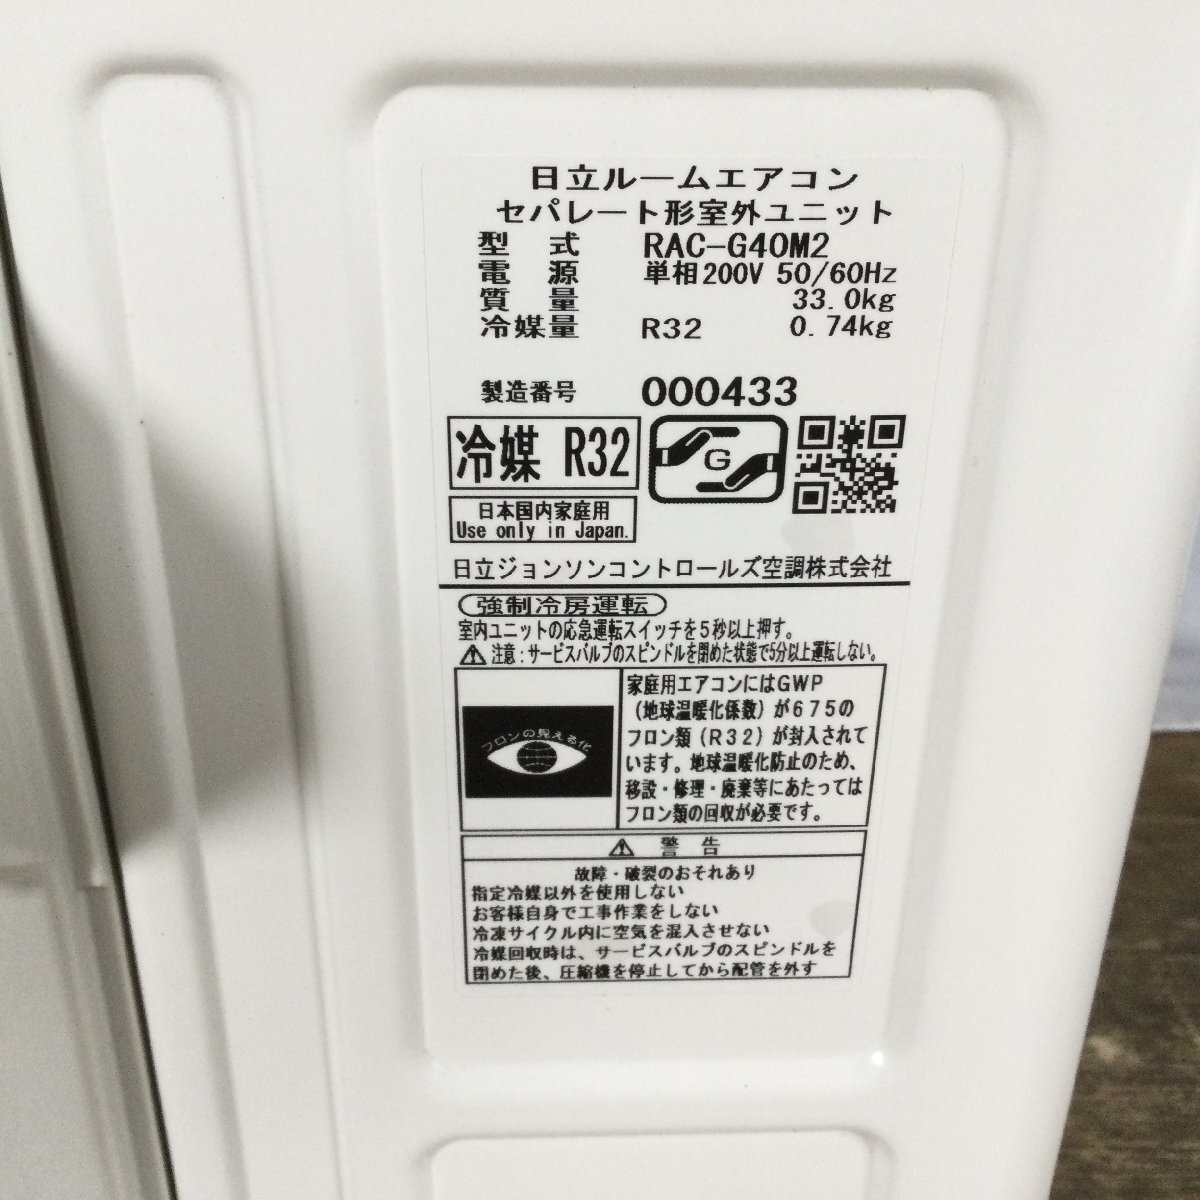 日立ルームエアコン
セパレート形室外ユニット
型 式 RAC-G40M2
電 源 単相200V 50/60Hz
質 量 33.0kg
冷媒量 R32 0.74kg
製造番号 000433
冷媒 R32
G
日本国内家庭用
Use only in Japan.
日立ジョンソンコントロールズ空調株式会社
強制冷房運転
室内ユニットの応急運転スイッチを5秒以上押す。
注意:サービスバルブのスピンドルを閉めた状態で5分以上運転しない。
フロンの見える化
家庭用エアコンにはGWP
(地球温暖化係数)が675の
フロン類(R32)が封入されて
います。地球温暖化防止のため、
移設・修理・廃棄等にあたっては
フロン類の回収が必要です。
警 告
故障・破裂のおそれあり
指定冷媒以外を使用しない
お客様自身で工事作業をしない
冷凍サイクル内に空気を混入させない
冷媒回収時は、サービスバルブのスピンドルを
閉めた後、圧縮機を停止してから配管を外す